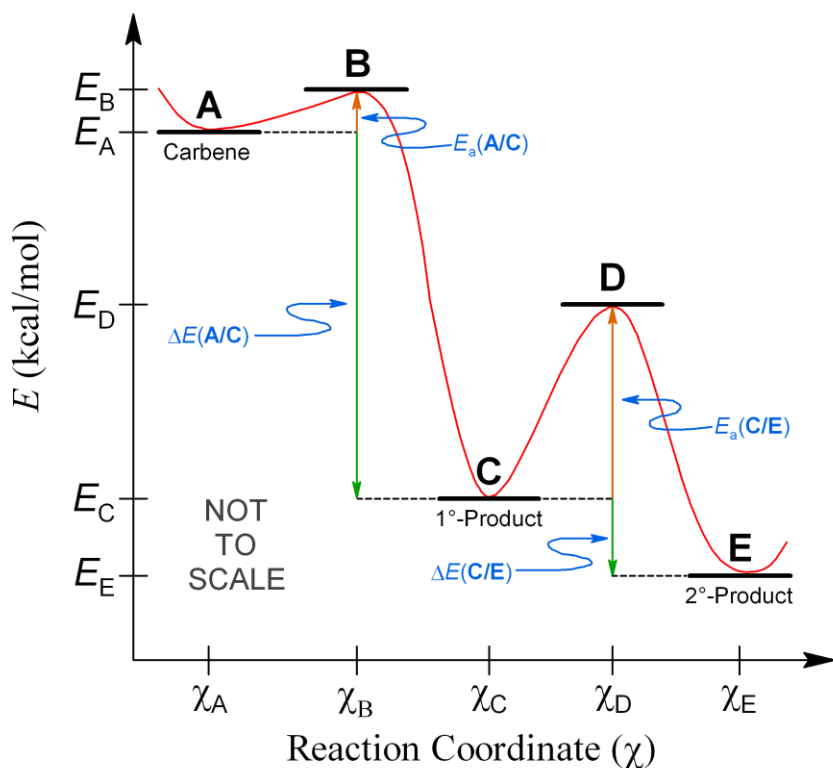 B
E_B
A
E_A
Carbene
E_a(A/C)
D
E_D
ΔE(A/C)
E (kcal/mol)
E_a(C/E)
C
E_C
1°-Product
NOT
TO
SCALE
E
ΔE(C/E)
E_E
2°-Product
χ_A
χ_B
χ_C
χ_D
χ_E
Reaction Coordinate (χ)